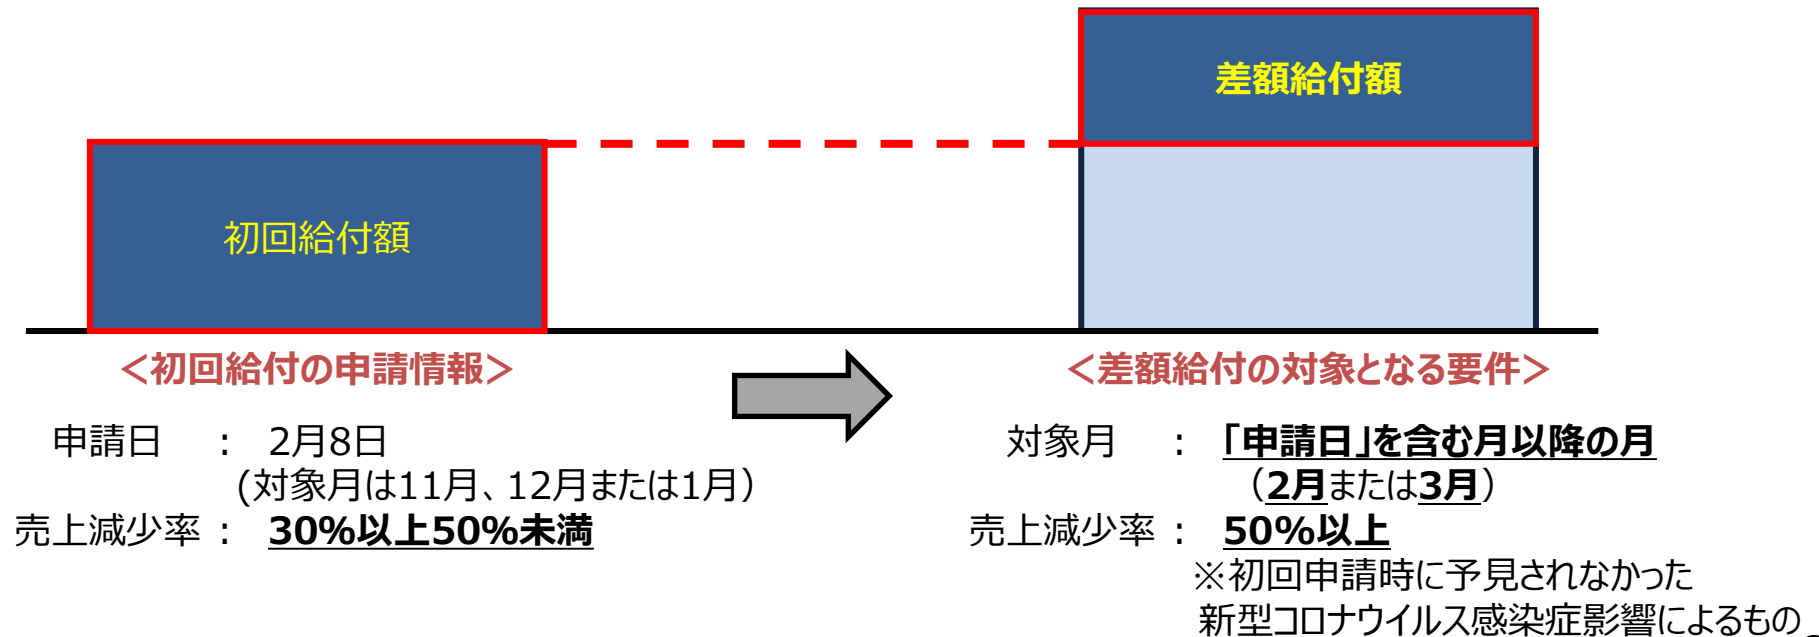 差額給付額
初回給付額
＜初回給付の申請情報＞
申請日 ： 2月8日
(対象月は11月、12月または1月）
売上減少率 ： 30%以上50%未満
＜差額給付の対象となる要件＞
対象月 ： 「申請日」を含む月以降の月
（2月または3月）
売上減少率 ： 50%以上
※初回申請時に予見されなかった
新型コロナウイルス感染症影響によるもの